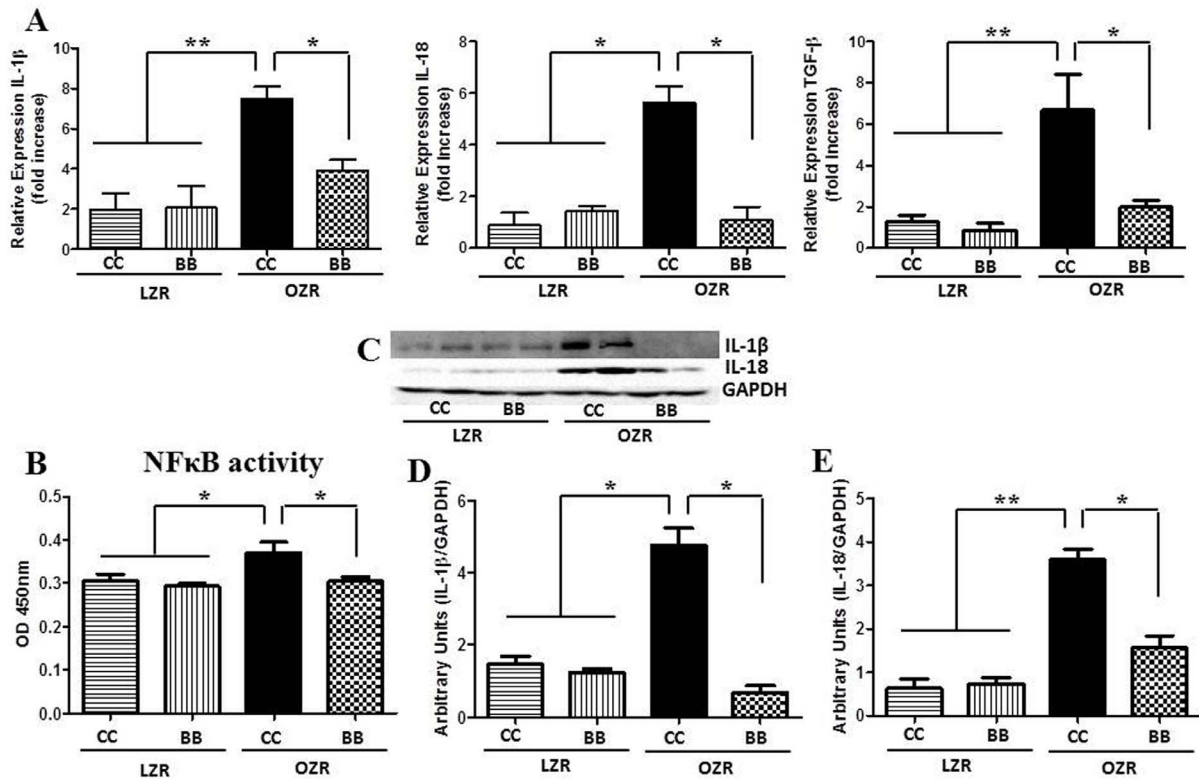 A
Relative Expression IL-1β
(fold increase)
10
8
6
4
2
0
**
*
CC
BB
CC
BB
LZR
OZR
Relative Expression IL-18
(fold Increase)
8
6
4
2
0
*
*
CC
BB
CC
BB
LZR
OZR
Relative Expression TGF-β
(fold Increase)
10
8
6
4
2
0
**
*
CC
BB
CC
BB
LZR
OZR
C
IL-1β
IL-18
GAPDH
CC
BB
CC
BB
LZR
OZR
B
NFκB activity
OD 450nm
0.5
0.4
0.3
0.2
0.1
0.0
*
*
CC
BB
CC
BB
LZR
OZR
D
Arbitrary Units (IL-1β/GAPDH)
6
4
2
0
*
*
CC
BB
CC
BB
LZR
OZR
E
Arbitrary Units (IL-18/GAPDH)
5
4
3
2
1
0
**
*
CC
BB
CC
BB
LZR
OZR